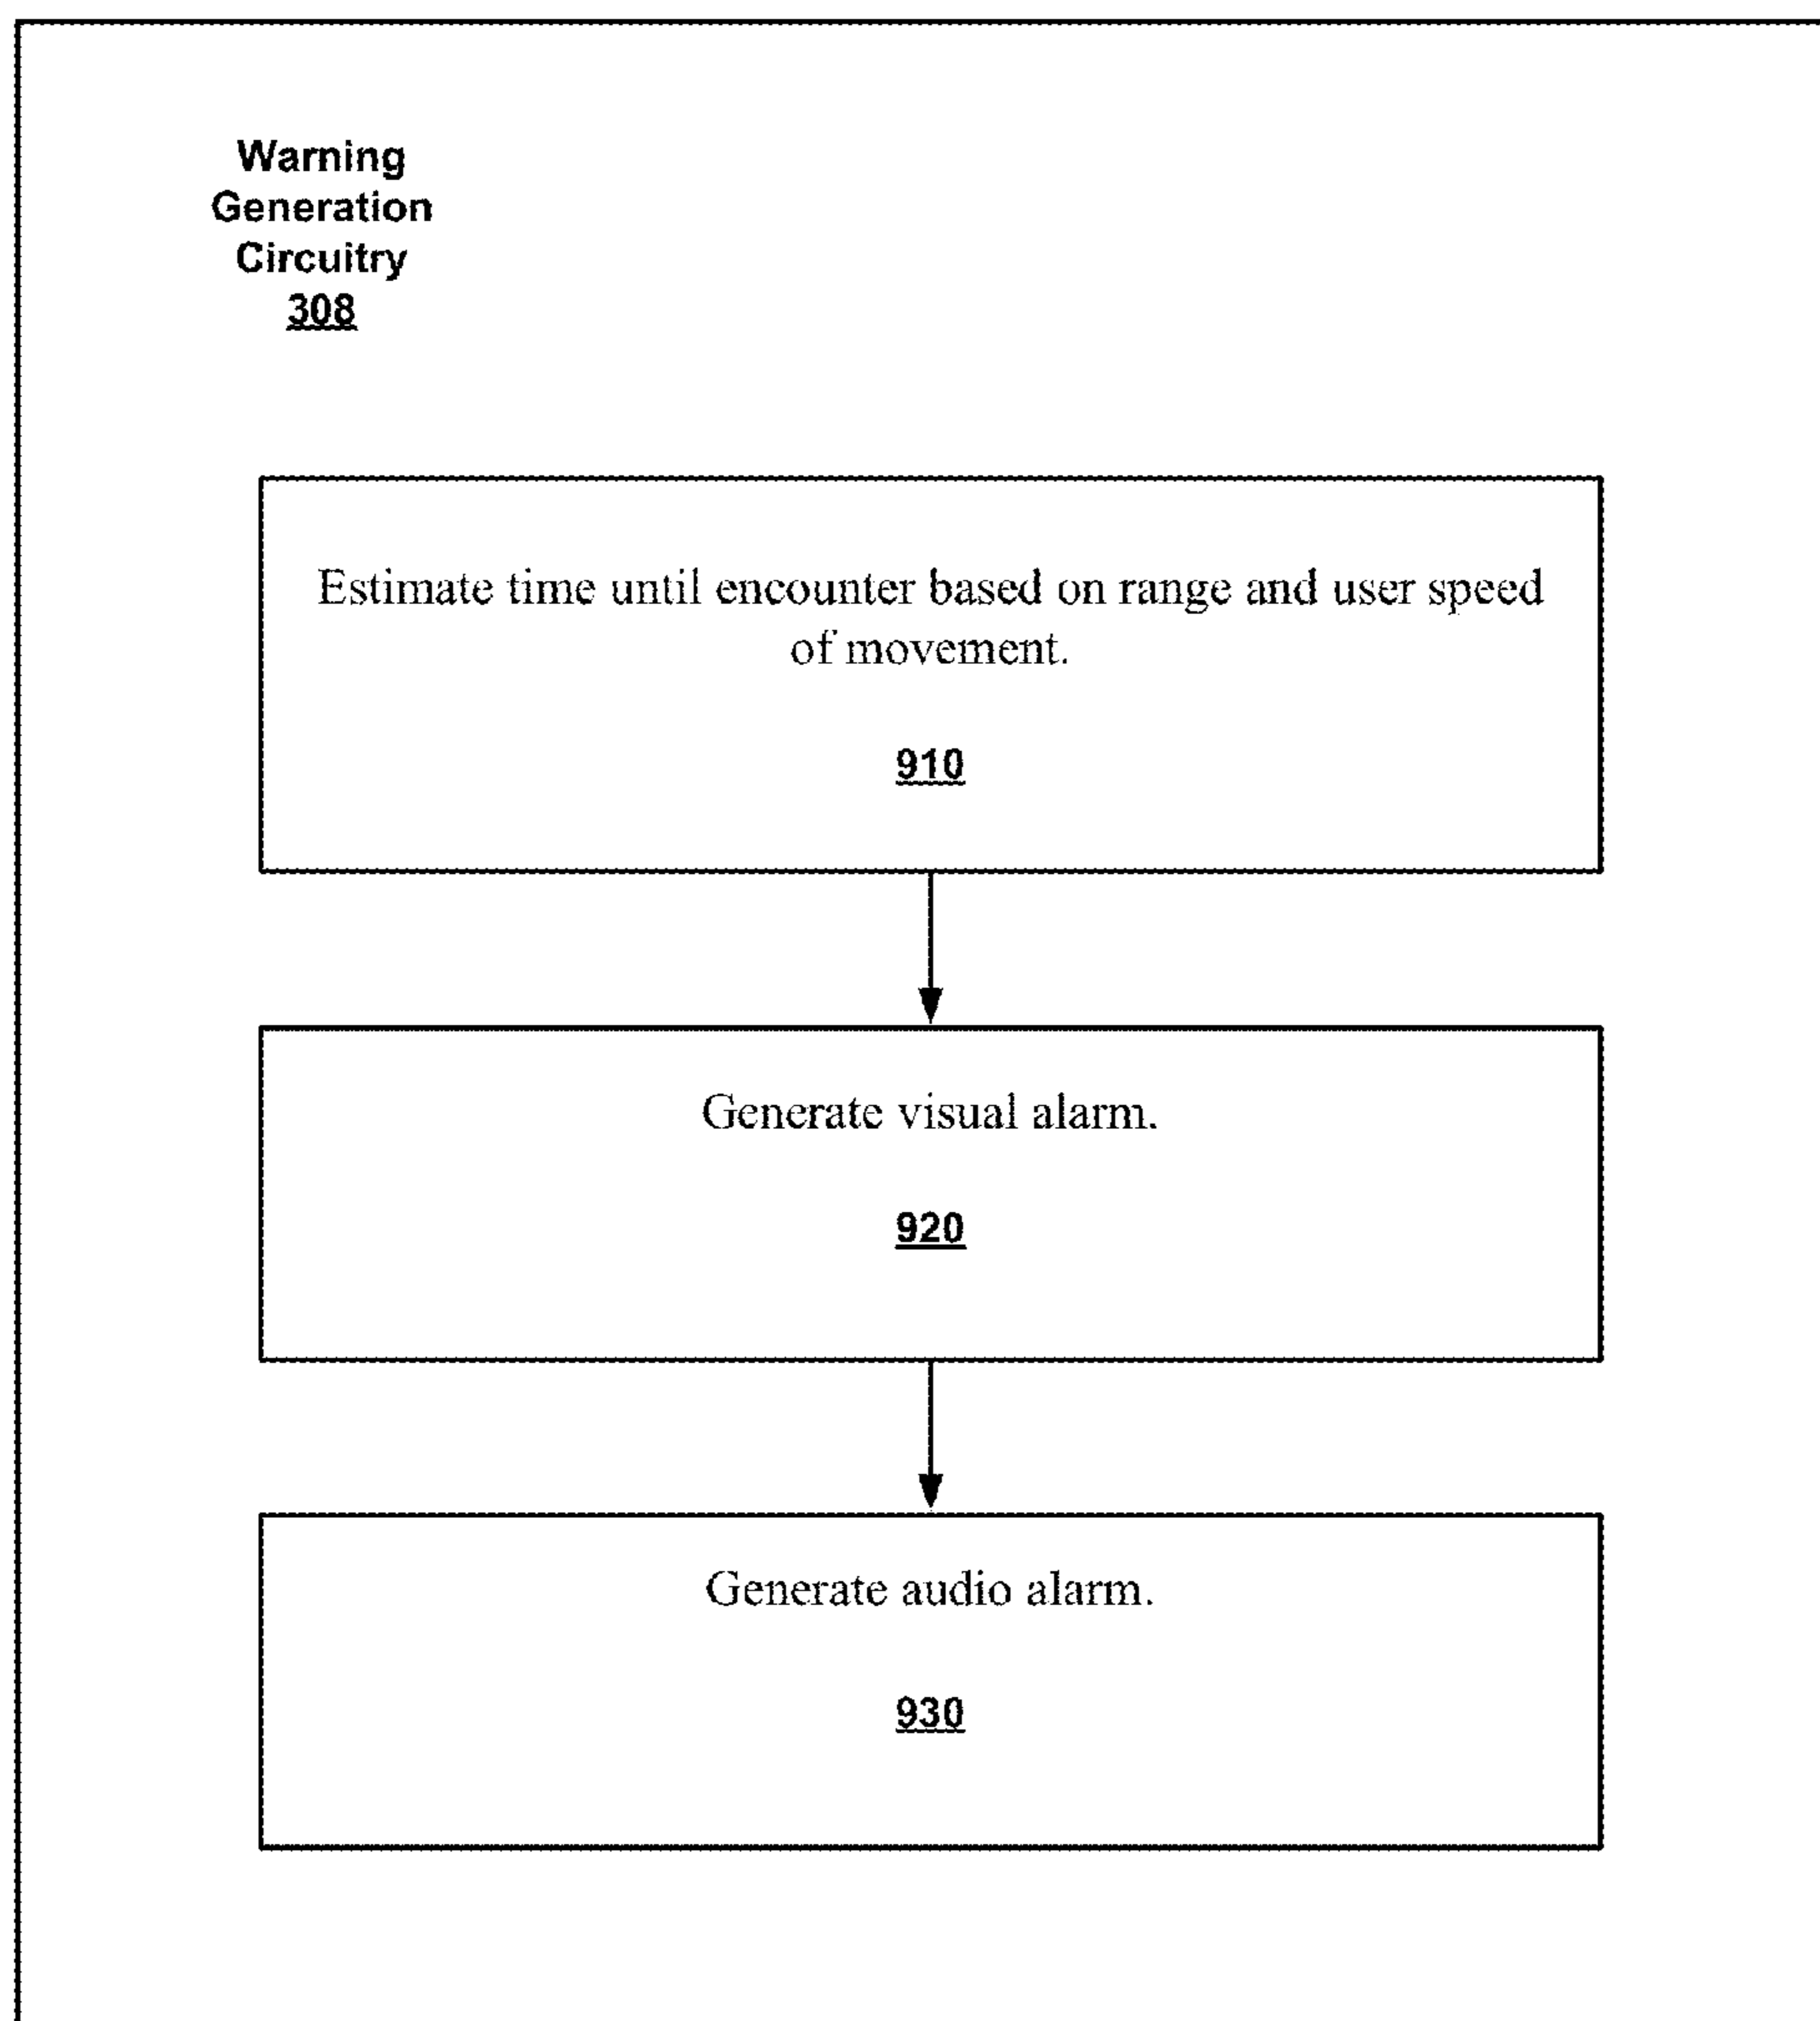 Warning
Generation
Circuitry
308
Estimate time until encounter based on range and user speed
of movement.
910
Generate visual alarm.
920
Generate audio alarm.
930